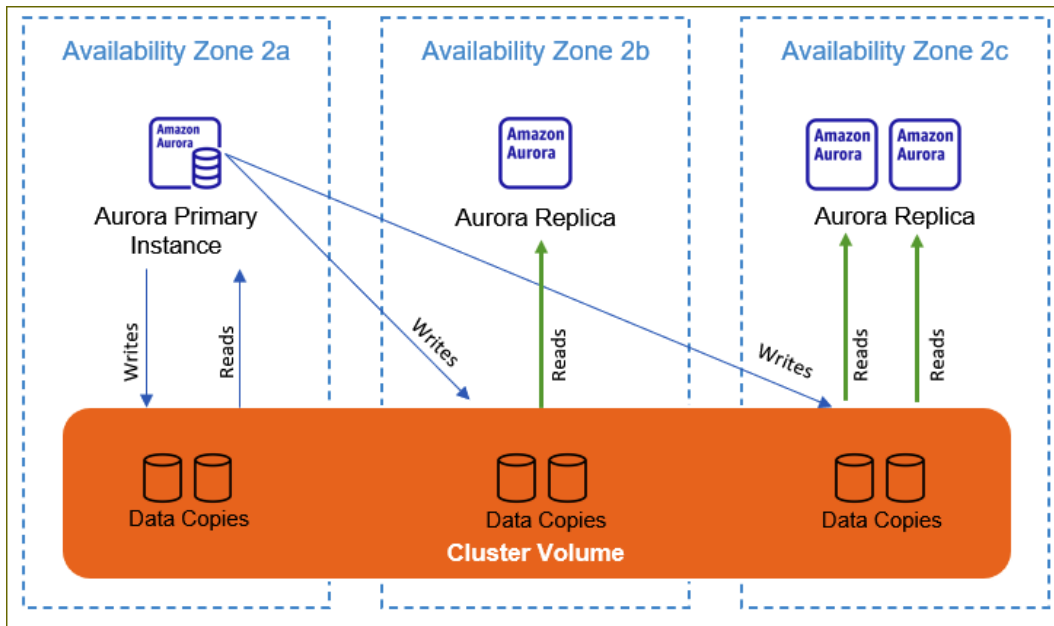 Availability Zone 2a
Availability Zone 2b
Availability Zone 2c
Amazon
Aurora
Amazon
Aurora
Amazon
Aurora
Amazon
Aurora
Aurora Primary
Instance
Aurora Replica
Aurora Replica
Writes
Reads
Writes
Reads
Writes
Reads
Reads
Data Copies
Data Copies
Data Copies
Cluster Volume